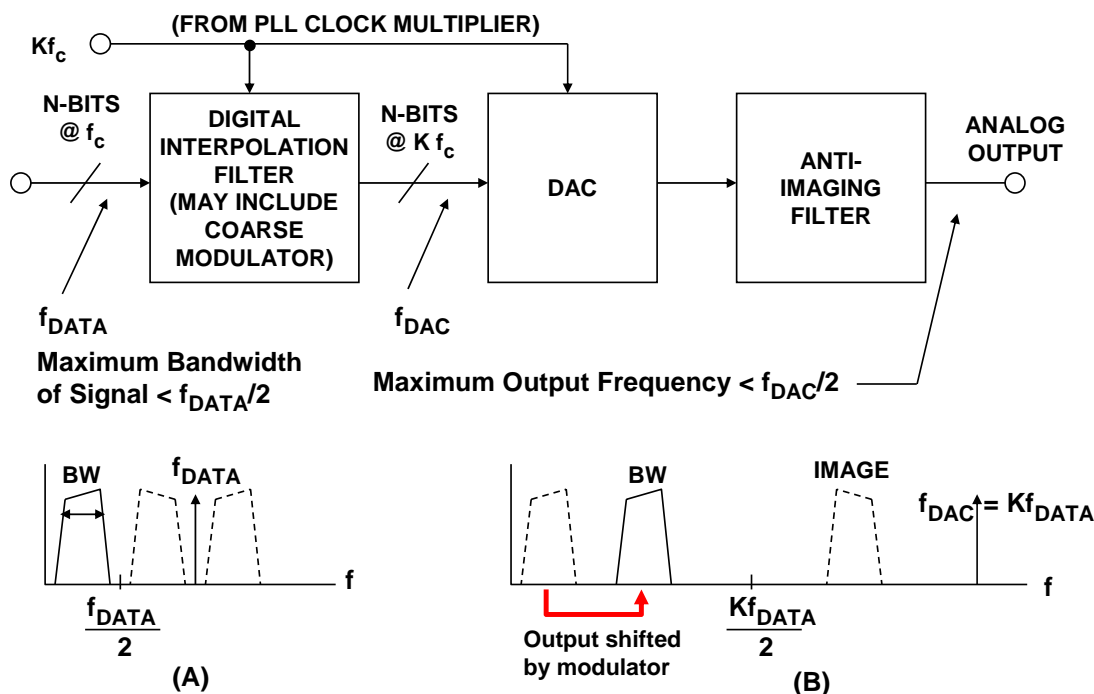 (FROM PLL CLOCK MULTIPLIER)
Kf_c
N-BITS
@ f_c
DIGITAL
INTERPOLATION
FILTER
(MAY INCLUDE
COARSE
MODULATOR)
N-BITS
@ K f_c
DAC
ANTI-
IMAGING
FILTER
ANALOG
OUTPUT
f_DATA
f_DAC
Maximum Bandwidth
of Signal < f_DATA/2
Maximum Output Frequency < f_DAC/2
BW
f_DATA
f
f_DATA
2
(A)
BW
IMAGE
f_DAC = Kf_DATA
f
Kf_DATA
2
Output shifted
by modulator
(B)